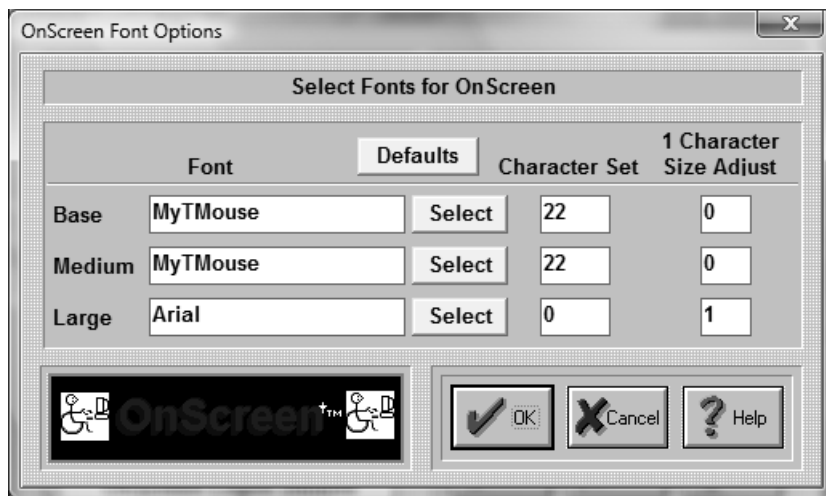 OnScreen Font Options
x
Select Fonts for OnScreen
Font Defaults Character Set 1 Character Size Adjust
Base MyTMouse Select 22 0
Medium MyTMouse Select 22 0
Large Arial Select 0 1
OnScreen+™ OK Cancel Help